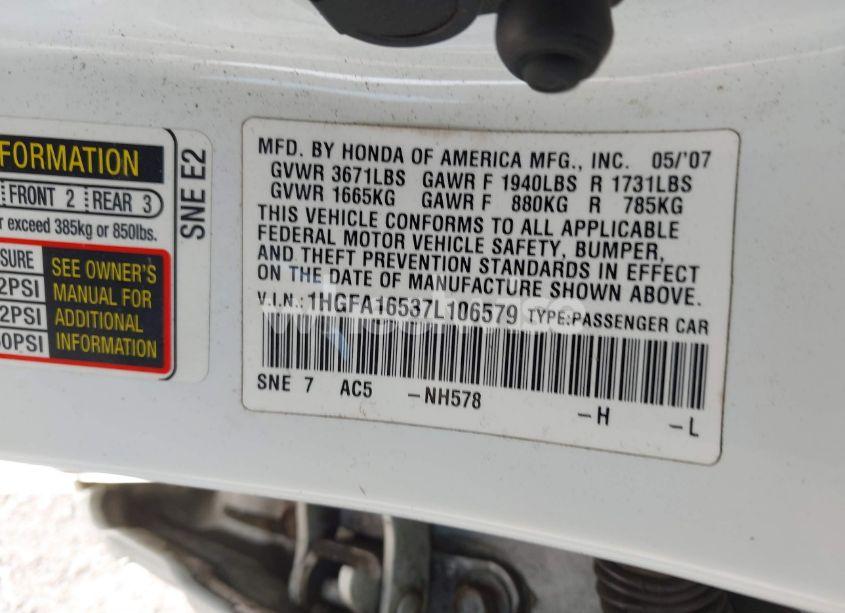 FORMATION
FRONT 2 REAR 3
r exceed 385kg or 850lbs.
SURE
2PSI
2PSI
60PSI
SEE OWNER'S
MANUAL FOR
ADDITIONAL
INFORMATION
SNE E2
MFD. BY HONDA OF AMERICA MFG., INC. 05/'07
GVWR 3671LBS GAWR F 1940LBS R 1731LBS
GVWR 1665KG GAWR F 880KG R 785KG
THIS VEHICLE CONFORMS TO ALL APPLICABLE
FEDERAL MOTOR VEHICLE SAFETY, BUMPER,
AND THEFT PREVENTION STANDARDS IN EFFECT
ON THE DATE OF MANUFACTURE SHOWN ABOVE.
V.I.N.: 1HGFA16537L106579 TYPE:PASSENGER CAR
SNE 7 AC5 -NH578 -H -L